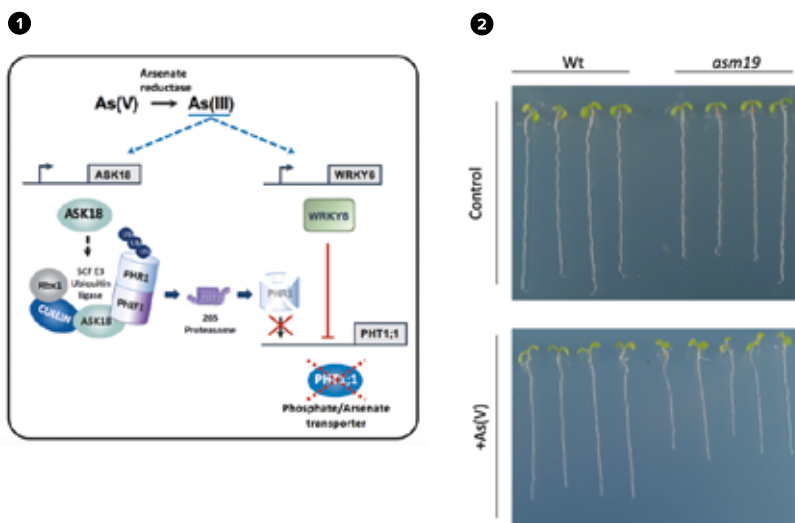 1
Arsenate
reductase
As(V) As(III)
ASK18
WRKY6
ASK18
WRKY6
SCF E3
Ubiquitin
ligase
Rbx1
CULLIN
ASK18
PHR1
26S
Proteasome
PHR1
PHT1;1
PHT1;1
Phosphate/Arsenate
transporter
2
Wt asm19
Control
+As(V)